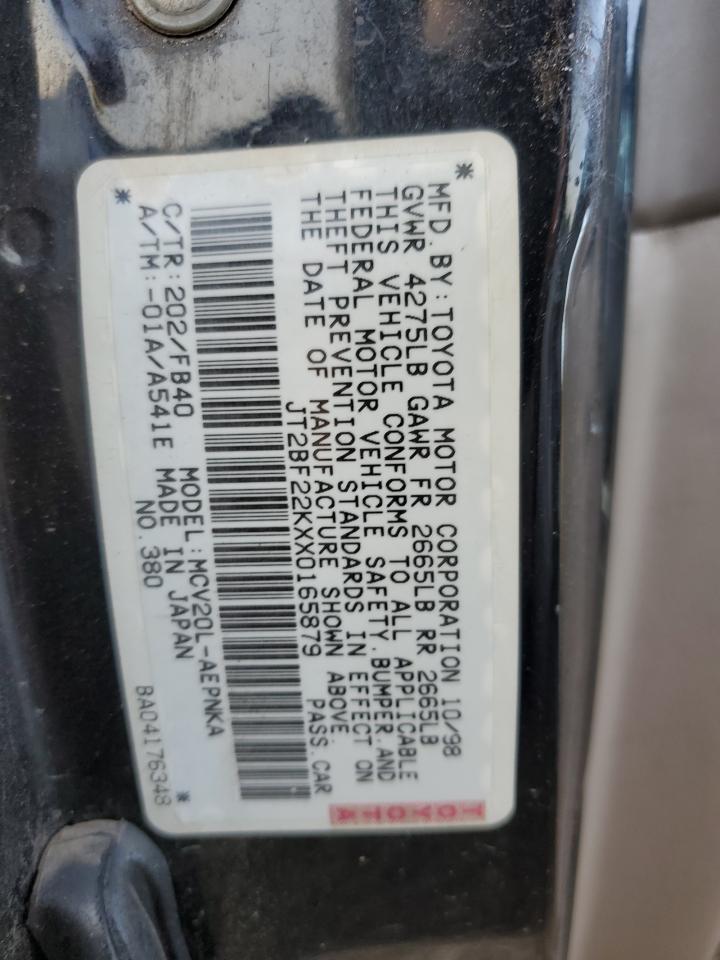 MFD. BY: TOYOTA MOTOR CORPORATION 10/98
GVWR 4275LB GAWR FR 2665LB RR 2665LB
THIS VEHICLE CONFORMS TO ALL APPLICABLE
FEDERAL MOTOR VEHICLE SAFETY, BUMPER, AND
THEFT PREVENTION STANDARDS IN EFFECT ON
THE DATE OF MANUFACTURE SHOWN ABOVE.
JT2BF22KXX0165879 PASS. CAR
TOYOTA
C/TR: 202/FB40 MODEL: MCV20L-AEPNKA
A/TM: -01A/A541E MADE IN JAPAN
NO. 380
BA04176348